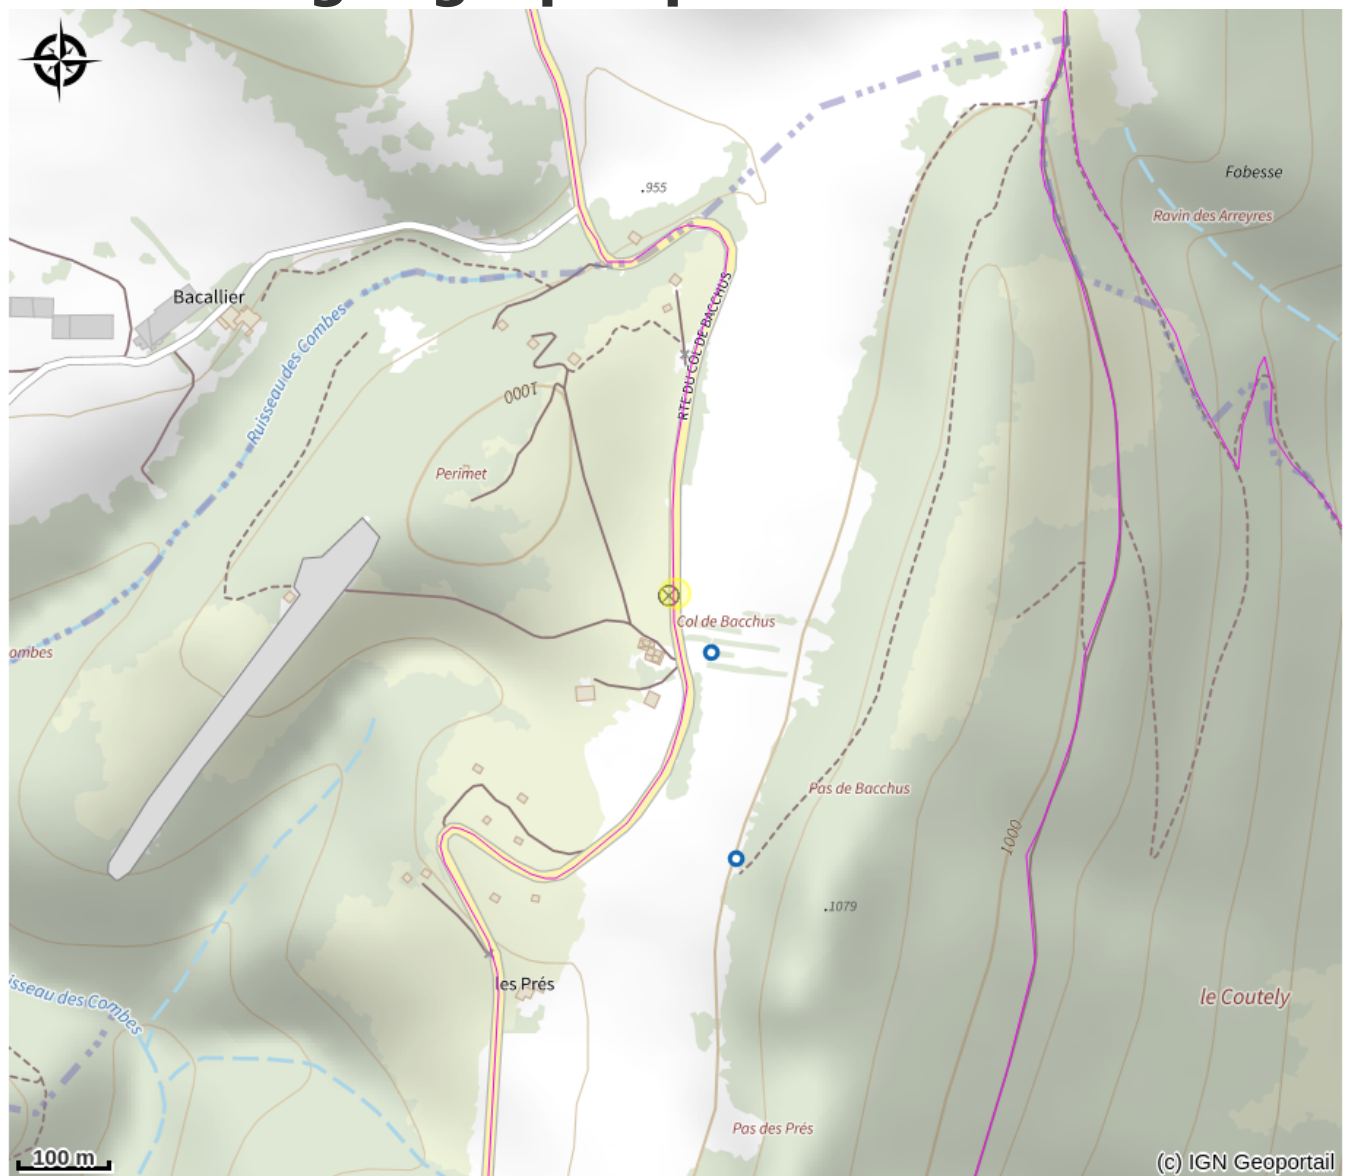 .955
Fobesse
Ravin des Arreyres
Bacallier
RTE DU COL DE BACCHUS
Ruisseau des Combes
1000
Perimet
Col de Bacchus
ombes
Pas de Bacchus
1000
.1079
les Prés
isseau des Combes
le Coutely
Pas des Prés
100 m
(c) IGN Geoportail